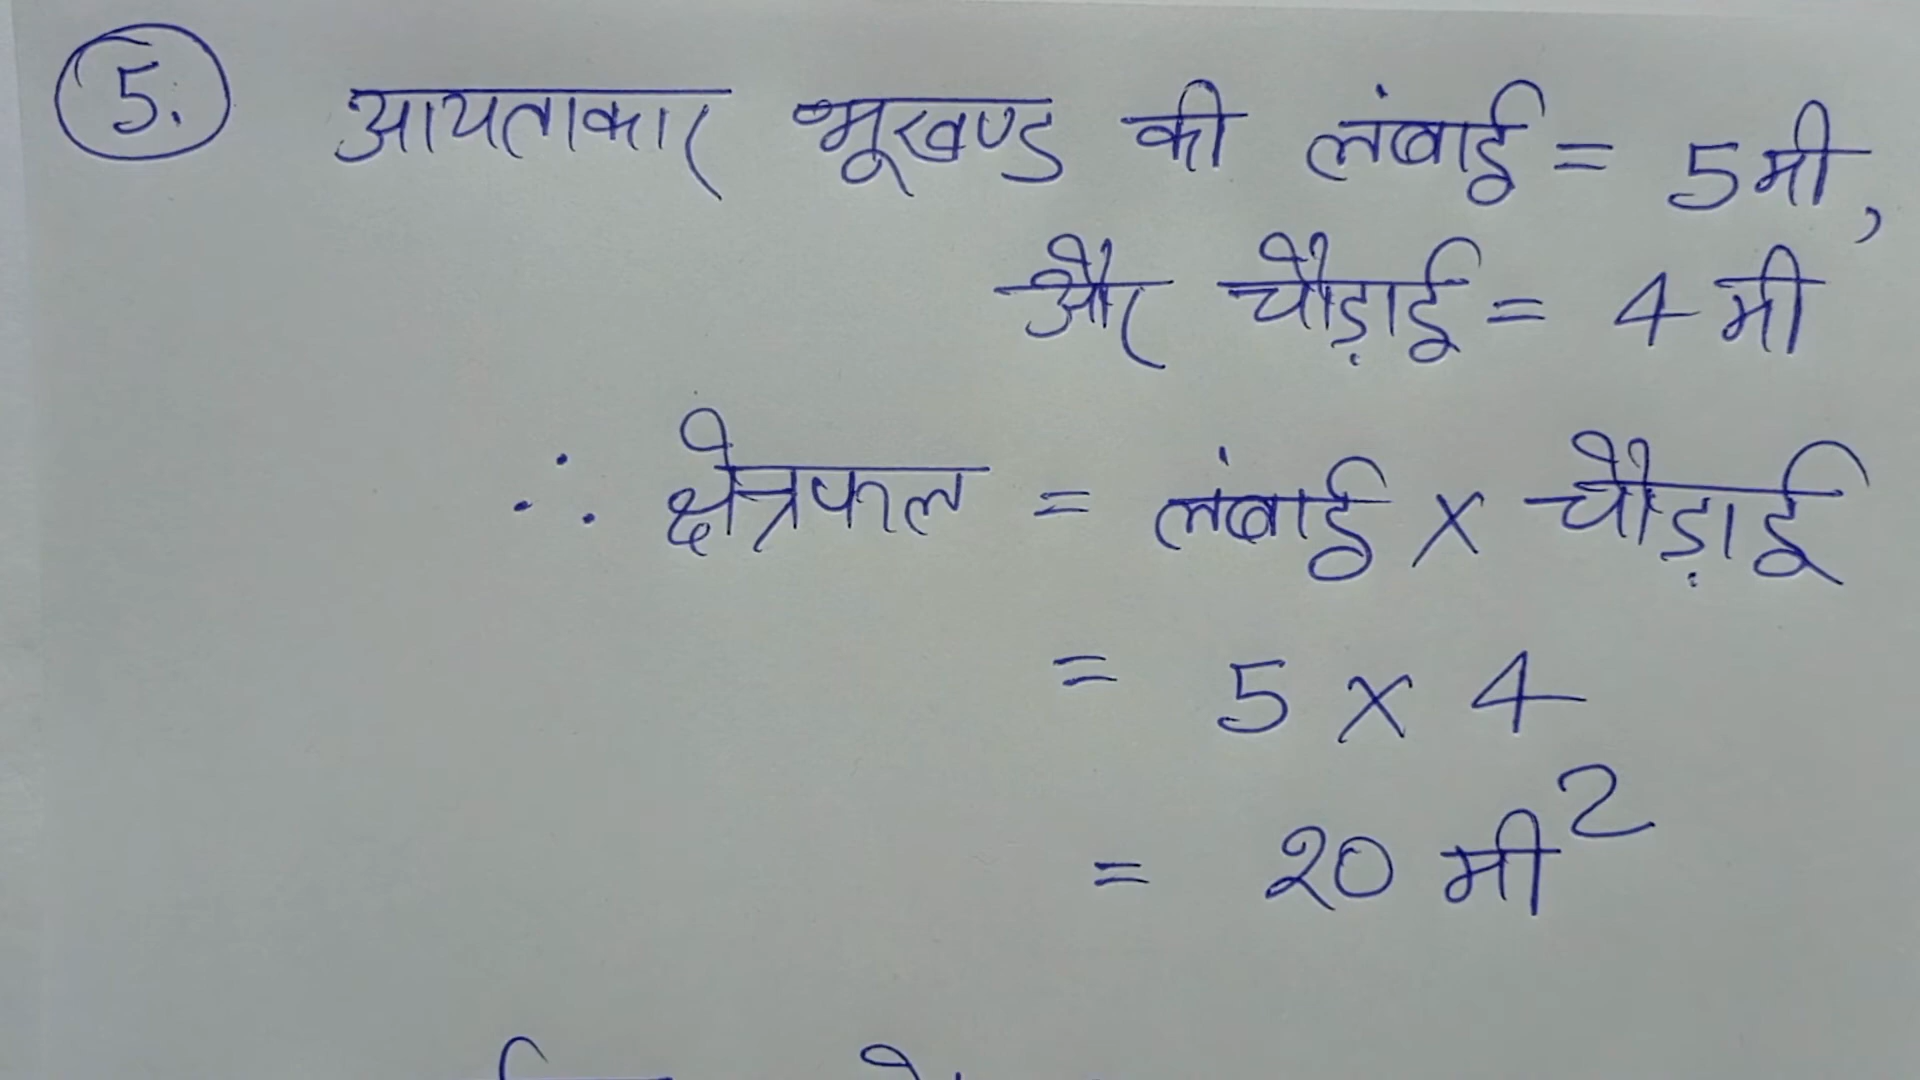 5. आयताकार भूखण्ड की लंबाई = 5मी,
और चौड़ाई = 4 मी
∴ क्षेत्रफल = लंबाई × चौड़ाई
= 5 × 4
= 20 मी²